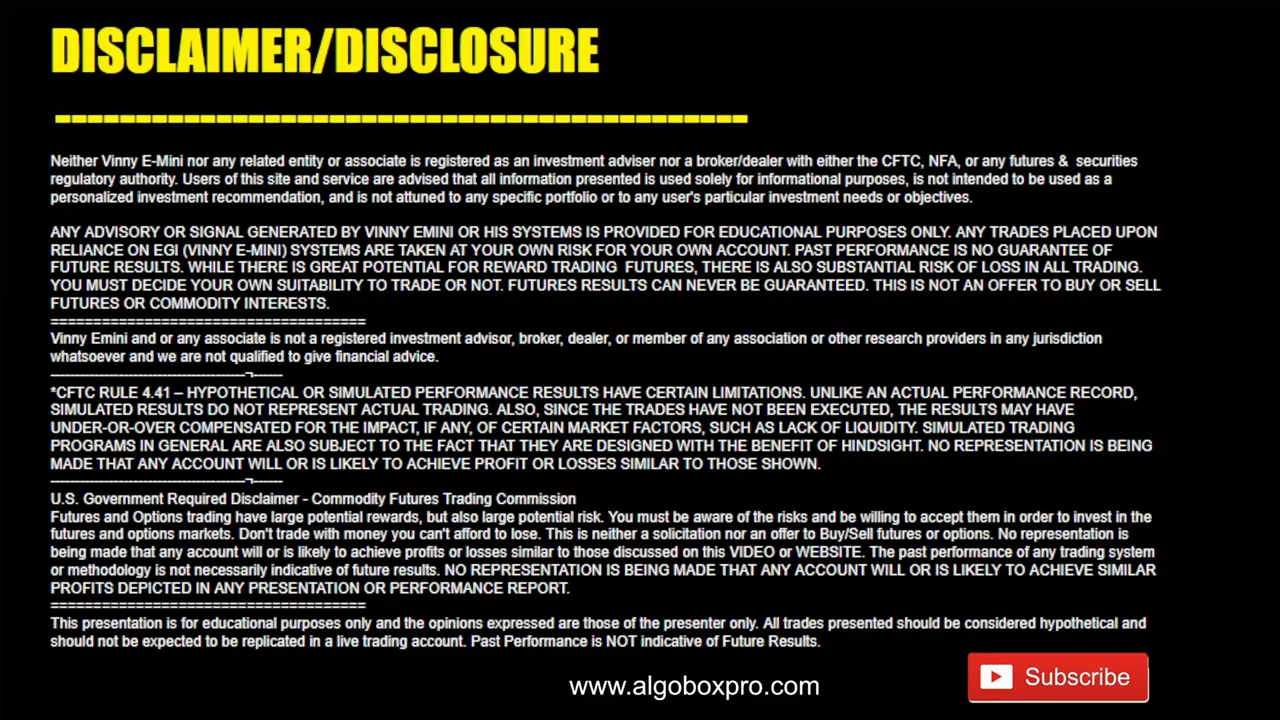 DISCLAIMER/DISCLOSURE
--------------------------------------------
Neither Vinny E-Mini nor any related entity or associate is registered as an investment adviser nor a broker/dealer with either the CFTC, NFA, or any futures & securities
regulatory authority. Users of this site and service are advised that all information presented is used solely for informational purposes, is not intended to be used as a
personalized investment recommendation, and is not attuned to any specific portfolio or to any user's particular investment needs or objectives.
ANY ADVISORY OR SIGNAL GENERATED BY VINNY EMINI OR HIS SYSTEMS IS PROVIDED FOR EDUCATIONAL PURPOSES ONLY. ANY TRADES PLACED UPON
RELIANCE ON EGI (VINNY E-MINI) SYSTEMS ARE TAKEN AT YOUR OWN RISK FOR YOUR OWN ACCOUNT. PAST PERFORMANCE IS NO GUARANTEE OF
FUTURE RESULTS. WHILE THERE IS GREAT POTENTIAL FOR REWARD TRADING FUTURES, THERE IS ALSO SUBSTANTIAL RISK OF LOSS IN ALL TRADING.
YOU MUST DECIDE YOUR OWN SUITABILITY TO TRADE OR NOT. FUTURES RESULTS CAN NEVER BE GUARANTEED. THIS IS NOT AN OFFER TO BUY OR SELL
FUTURES OR COMMODITY INTERESTS.
=====================================
Vinny Emini and or any associate is not a registered investment advisor, broker, dealer, or member of any association or other research providers in any jurisdiction
whatsoever and we are not qualified to give financial advice.
------------------------------------------¬------
*CFTC RULE 4.41 – HYPOTHETICAL OR SIMULATED PERFORMANCE RESULTS HAVE CERTAIN LIMITATIONS. UNLIKE AN ACTUAL PERFORMANCE RECORD,
SIMULATED RESULTS DO NOT REPRESENT ACTUAL TRADING. ALSO, SINCE THE TRADES HAVE NOT BEEN EXECUTED, THE RESULTS MAY HAVE
UNDER-OR-OVER COMPENSATED FOR THE IMPACT, IF ANY, OF CERTAIN MARKET FACTORS, SUCH AS LACK OF LIQUIDITY. SIMULATED TRADING
PROGRAMS IN GENERAL ARE ALSO SUBJECT TO THE FACT THAT THEY ARE DESIGNED WITH THE BENEFIT OF HINDSIGHT. NO REPRESENTATION IS BEING
MADE THAT ANY ACCOUNT WILL OR IS LIKELY TO ACHIEVE PROFIT OR LOSSES SIMILAR TO THOSE SHOWN.
------------------------------------------¬------
U.S. Government Required Disclaimer - Commodity Futures Trading Commission
Futures and Options trading have large potential rewards, but also large potential risk. You must be aware of the risks and be willing to accept them in order to invest in the
futures and options markets. Don't trade with money you can't afford to lose. This is neither a solicitation nor an offer to Buy/Sell futures or options. No representation is
being made that any account will or is likely to achieve profits or losses similar to those discussed on this VIDEO or WEBSITE. The past performance of any trading system
or methodology is not necessarily indicative of future results. NO REPRESENTATION IS BEING MADE THAT ANY ACCOUNT WILL OR IS LIKELY TO ACHIEVE SIMILAR
PROFITS DEPICTED IN ANY PRESENTATION OR PERFORMANCE REPORT.
=====================================
This presentation is for educational purposes only and the opinions expressed are those of the presenter only. All trades presented should be considered hypothetical and
should not be expected to be replicated in a live trading account. Past Performance is NOT indicative of Future Results.
www.algoboxpro.com
Subscribe